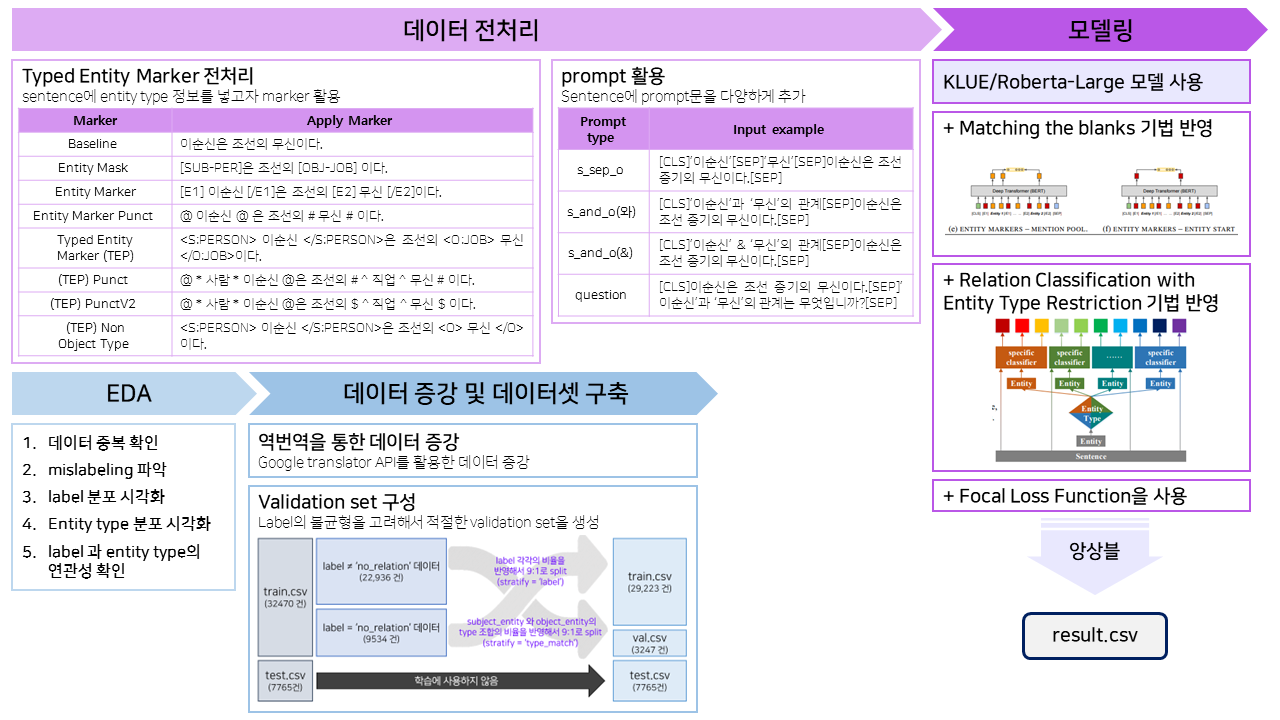 데이터 전처리
모델링
Typed Entity Marker 전처리
sentence에 entity type 정보를 넣고자 marker 활용
Marker
Apply Marker
Baseline
이순신은 조선의 무신이다.
Entity Mask
[SUB-PER]은 조선의 [OBJ-JOB] 이다.
Entity Marker
[E1] 이순신 [/E1]은 조선의 [E2] 무신 [/E2]이다.
Entity Marker Punct
@ 이순신 @ 은 조선의 # 무신 # 이다.
Typed Entity
Marker (TEP)
<S:PERSON> 이순신 </S:PERSON>은 조선의 <O:JOB> 무신
</O:JOB>이다.
(TEP) Punct
@ * 사람 * 이순신 @은 조선의 # ^ 직업 ^ 무신 # 이다.
(TEP) PunctV2
@ * 사람 * 이순신 @은 조선의 $ ^ 직업 ^ 무신 $ 이다.
(TEP) Non
Object Type
<S:PERSON> 이순신 </S:PERSON>은 조선의 <O> 무신 </O>
이다.
prompt 활용
Sentence에 prompt문을 다양하게 추가
Prompt
type
Input example
s_sep_o
[CLS]'이순신'[SEP]'무신'[SEP]이순신은 조선
중기의 무신이다.[SEP]
s_and_o(와)
[CLS]'이순신'과 '무신'의 관계[SEP]이순신은
조선 중기의 무신이다.[SEP]
s_and_o(&)
[CLS]'이순신' & '무신'의 관계[SEP]이순신은
조선 중기의 무신이다.[SEP]
question
[CLS]이순신은 조선 중기의 무신이다.[SEP]'
이순신'과 '무신'의 관계는 무엇입니까?[SEP]
KLUE/Roberta-Large 모델 사용
+ Matching the blanks 기법 반영
Deep Transformer (BERT)
[CLS] [E1] Entity 1 [/E1] ... ... [E2] Entity 2 [/E2] [SEP]
(e) ENTITY MARKERS – MENTION POOL.
Deep Transformer (BERT)
[CLS] [E1] Entity 1 [/E1] ... ... [E2] Entity 2 [/E2] [SEP]
(f) ENTITY MARKERS – ENTITY START
+ Relation Classification with
Entity Type Restriction 기법 반영
specific
classifier
specific
classifier
......
specific
classifier
Entity
Entity
Entity
Entity
Entity
Type
Entity
Sentence
+ Focal Loss Function을 사용
앙상블
result.csv
EDA
1. 데이터 중복 확인
2. mislabeling 파악
3. label 분포 시각화
4. Entity type 분포 시각화
5. label 과 entity type의
연관성 확인
데이터 증강 및 데이터셋 구축
역번역을 통한 데이터 증강
Google translator API를 활용한 데이터 증강
Validation set 구성
Label의 불균형을 고려해서 적절한 validation set을 생성
train.csv
(32470 건)
label ≠ 'no_relation' 데이터
(22,936 건)
label = 'no_relation' 데이터
(9534 건)
label 각각의 비율을
반영해서 9:1로 split
(stratify = 'label')
subject_entity 와 object_entity의
type 조합의 비율을 반영해서 9:1로 split
(stratify = 'type_match')
train.csv
(29,223 건)
val.csv
(3247 건)
test.csv
(7765건)
학습에 사용하지 않음
test.csv
(7765건)